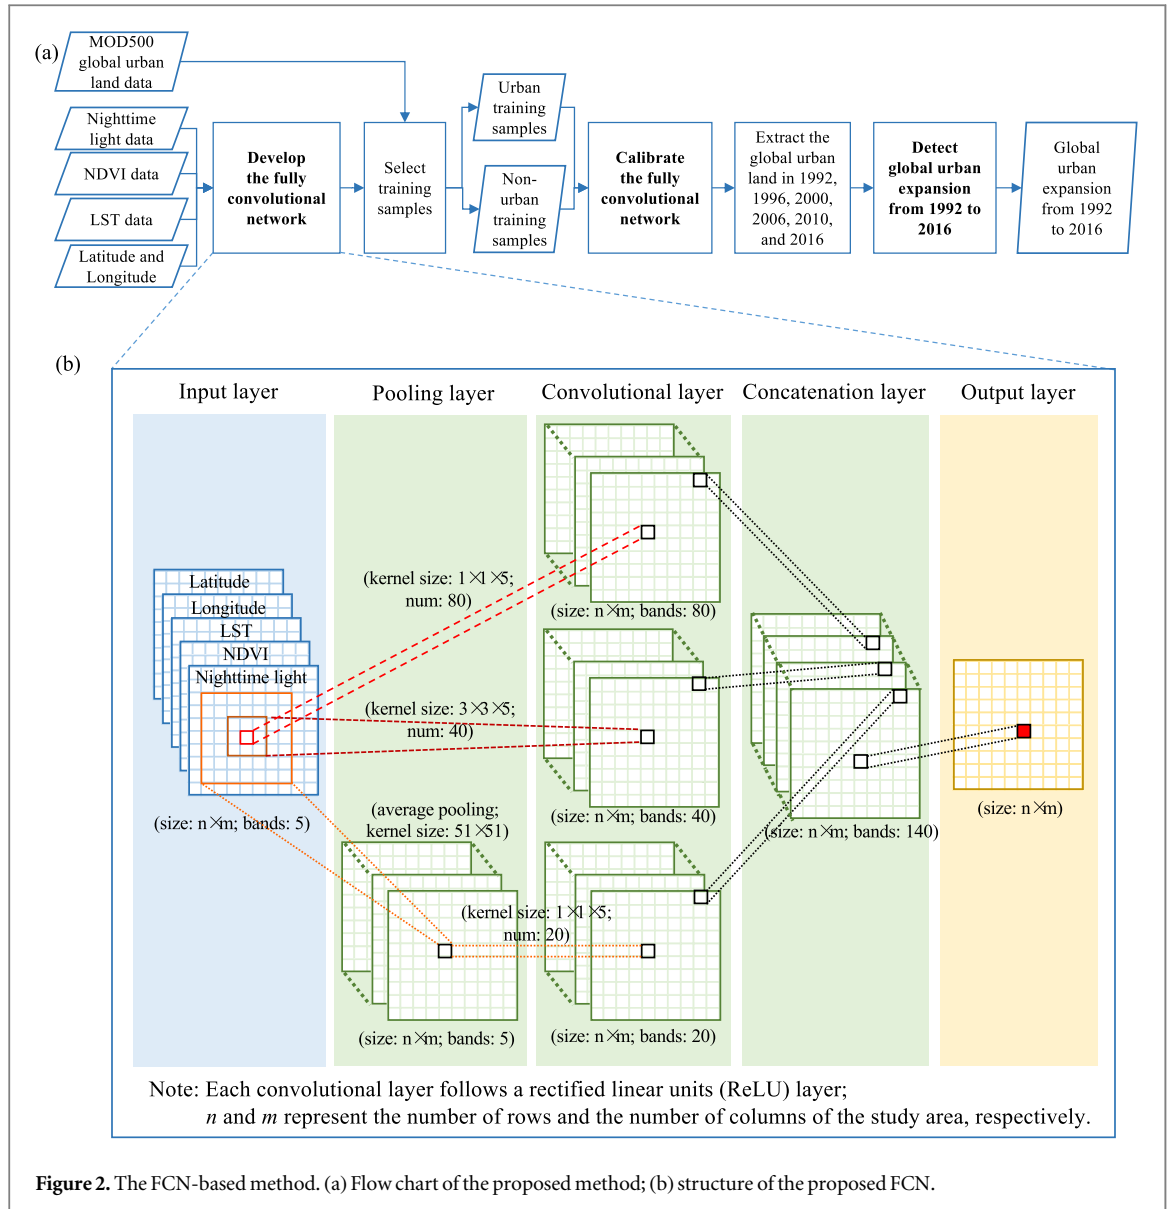 (a)
MOD500
global urban
land data
Nighttime
light data
NDVI data
LST data
Latitude and
Longitude
Develop
the fully
convolutional
network
Select
training
samples
Urban
training
samples
Non-
urban
training
samples
Calibrate
the fully
convolutional
network
Extract the
global urban
land in 1992,
1996, 2000,
2006, 2010,
and 2016
Detect
global urban
expansion
from 1992 to
2016
Global
urban
expansion
from 1992
to 2016
(b)
Input layer
Pooling layer
Convolutional layer
Concatenation layer
Output layer
Latitude
Longitude
LST
NDVI
Nighttime light
(size: n×m; bands: 5)
(kernel size: 1×1×5;
num: 80)
(kernel size: 3×3×5;
num: 40)
(average pooling;
kernel size: 51×51)
(kernel size: 1×1×5;
num: 20)
(size: n×m; bands: 5)
(size: n×m; bands: 80)
(size: n×m; bands: 40)
(size: n×m; bands: 20)
(size: n×m; bands: 140)
(size: n×m)
Note: Each convolutional layer follows a rectified linear units (ReLU) layer;
n and m represent the number of rows and the number of columns of the study area, respectively.
Figure 2. The FCN-based method. (a) Flow chart of the proposed method; (b) structure of the proposed FCN.